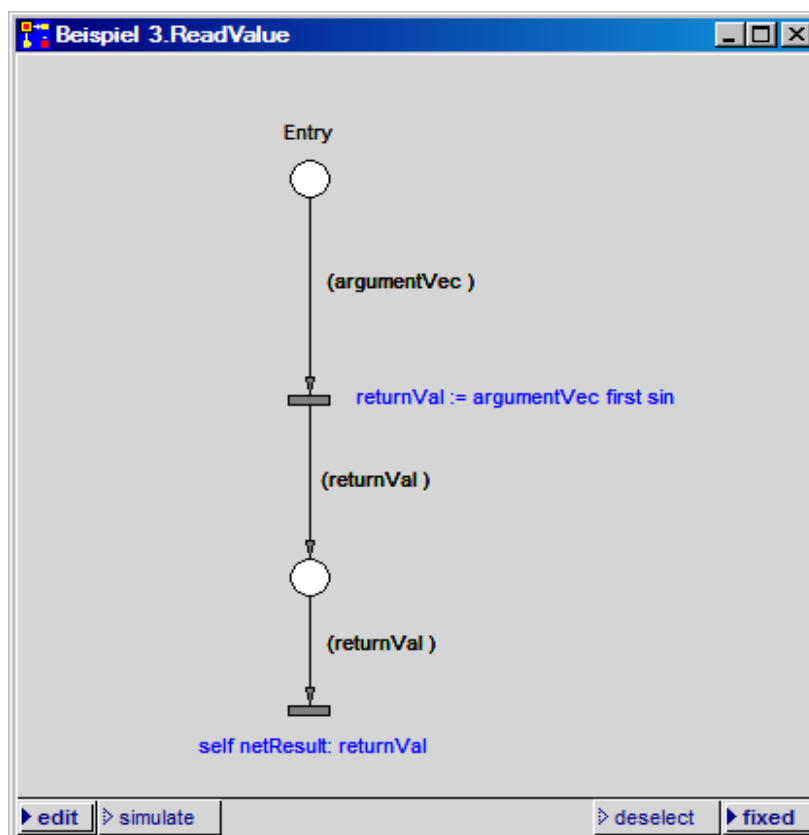 Beispiel 3.ReadValue
Entry
(argumentVec )
returnVal := argumentVec first sin
(returnVal )
(returnVal )
self netResult: returnVal
edit simulate deselect fixed